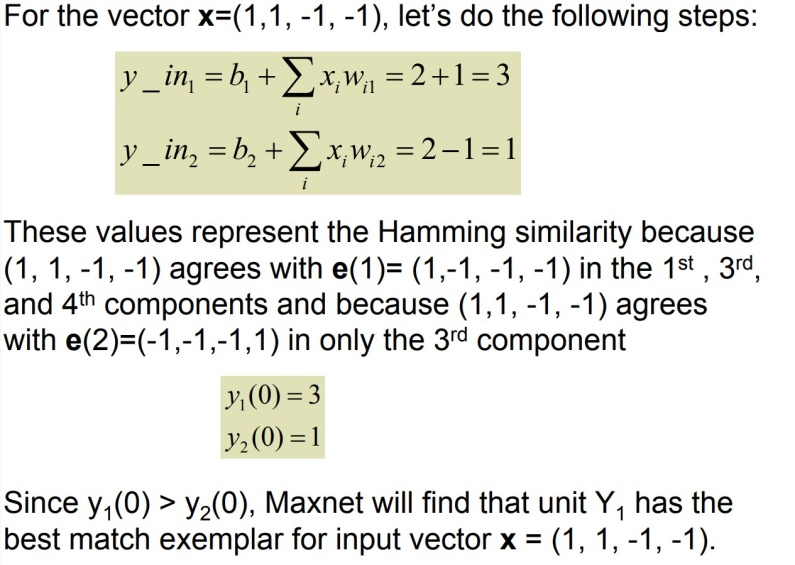 For the vector x=(1,1, -1, -1), let’s do the following steps:
y_in₁ = b₁ + ∑ᵢ xᵢwᵢ₁ = 2+1=3
y_in₂ = b₂ + ∑ᵢ xᵢwᵢ₂ = 2−1=1
These values represent the Hamming similarity because
(1, 1, -1, -1) agrees with e(1)= (1,-1, -1, -1) in the 1st , 3rd,
and 4th components and because (1,1, -1, -1) agrees
with e(2)=(-1,-1,-1,1) in only the 3rd component
y₁(0) = 3
y₂(0) = 1
Since y₁(0) > y₂(0), Maxnet will find that unit Y₁ has the
best match exemplar for input vector x = (1, 1, -1, -1).